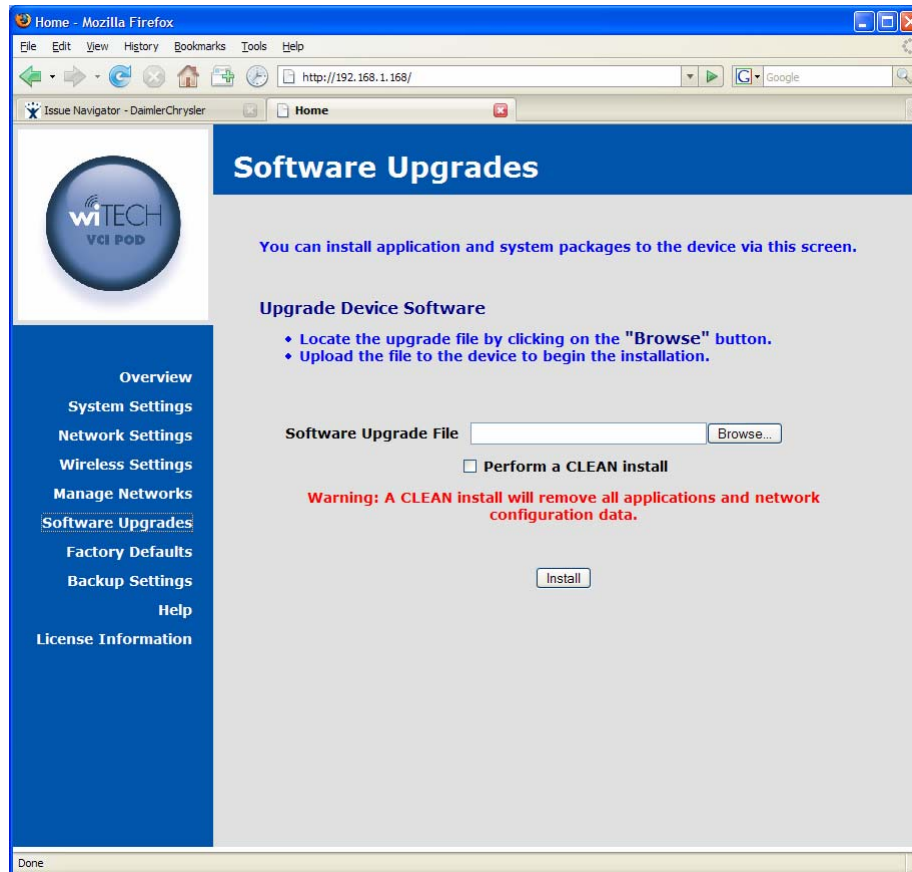 Home - Mozilla Firefox
File Edit View History Bookmarks Tools Help
http://192.168.1.168/
G Google
Issue Navigator - DaimlerChrysler
Home
wiTECH
VCI POD
Software Upgrades
You can install application and system packages to the device via this screen.
Upgrade Device Software
• Locate the upgrade file by clicking on the "Browse" button.
• Upload the file to the device to begin the installation.
Software Upgrade File Browse...
Perform a CLEAN install
Warning: A CLEAN install will remove all applications and network
configuration data.
Install
Overview
System Settings
Network Settings
Wireless Settings
Manage Networks
Software Upgrades
Factory Defaults
Backup Settings
Help
License Information
Done